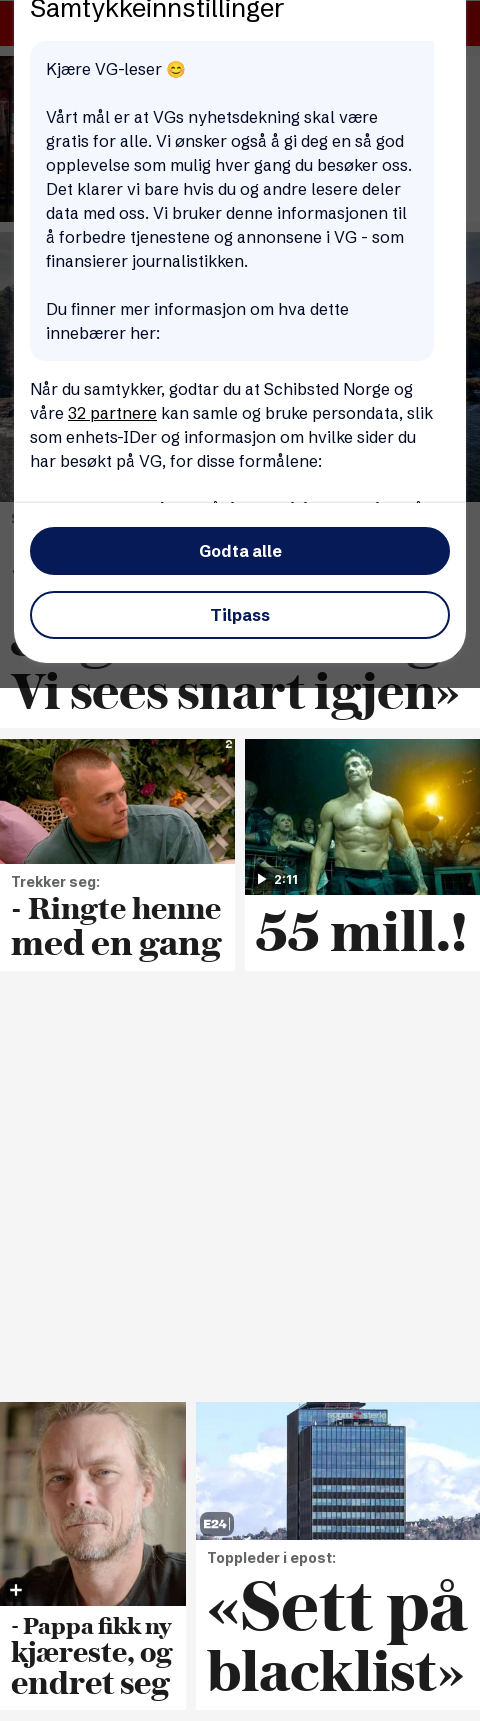 Samtykkeinnstillinger
Kjære VG-leser 😊
Vårt mål er at VGs nyhetsdekning skal være
gratis for alle. Vi ønsker også å gi deg en så god
opplevelse som mulig hver gang du besøker oss.
Det klarer vi bare hvis du og andre lesere deler
data med oss. Vi bruker denne informasjonen til
å forbedre tjenestene og annonsene i VG - som
finansierer journalistikken.
Du finner mer informasjon om hva dette
innebærer her:
Når du samtykker, godtar du at Schibsted Norge og
våre 32 partnere kan samle og bruke persondata, slik
som enhets-IDer og informasjon om hvilke sider du
har besøkt på VG, for disse formålene:
Godta alle
Tilpass
Vi sees snart igjen»
2
2:11
Trekker seg:
- Ringte henne
med en gang
55 mill.!
E24
Toppleder i epost:
«Sett på
blacklist»
- Pappa fikk ny
kjæreste, og
endret seg